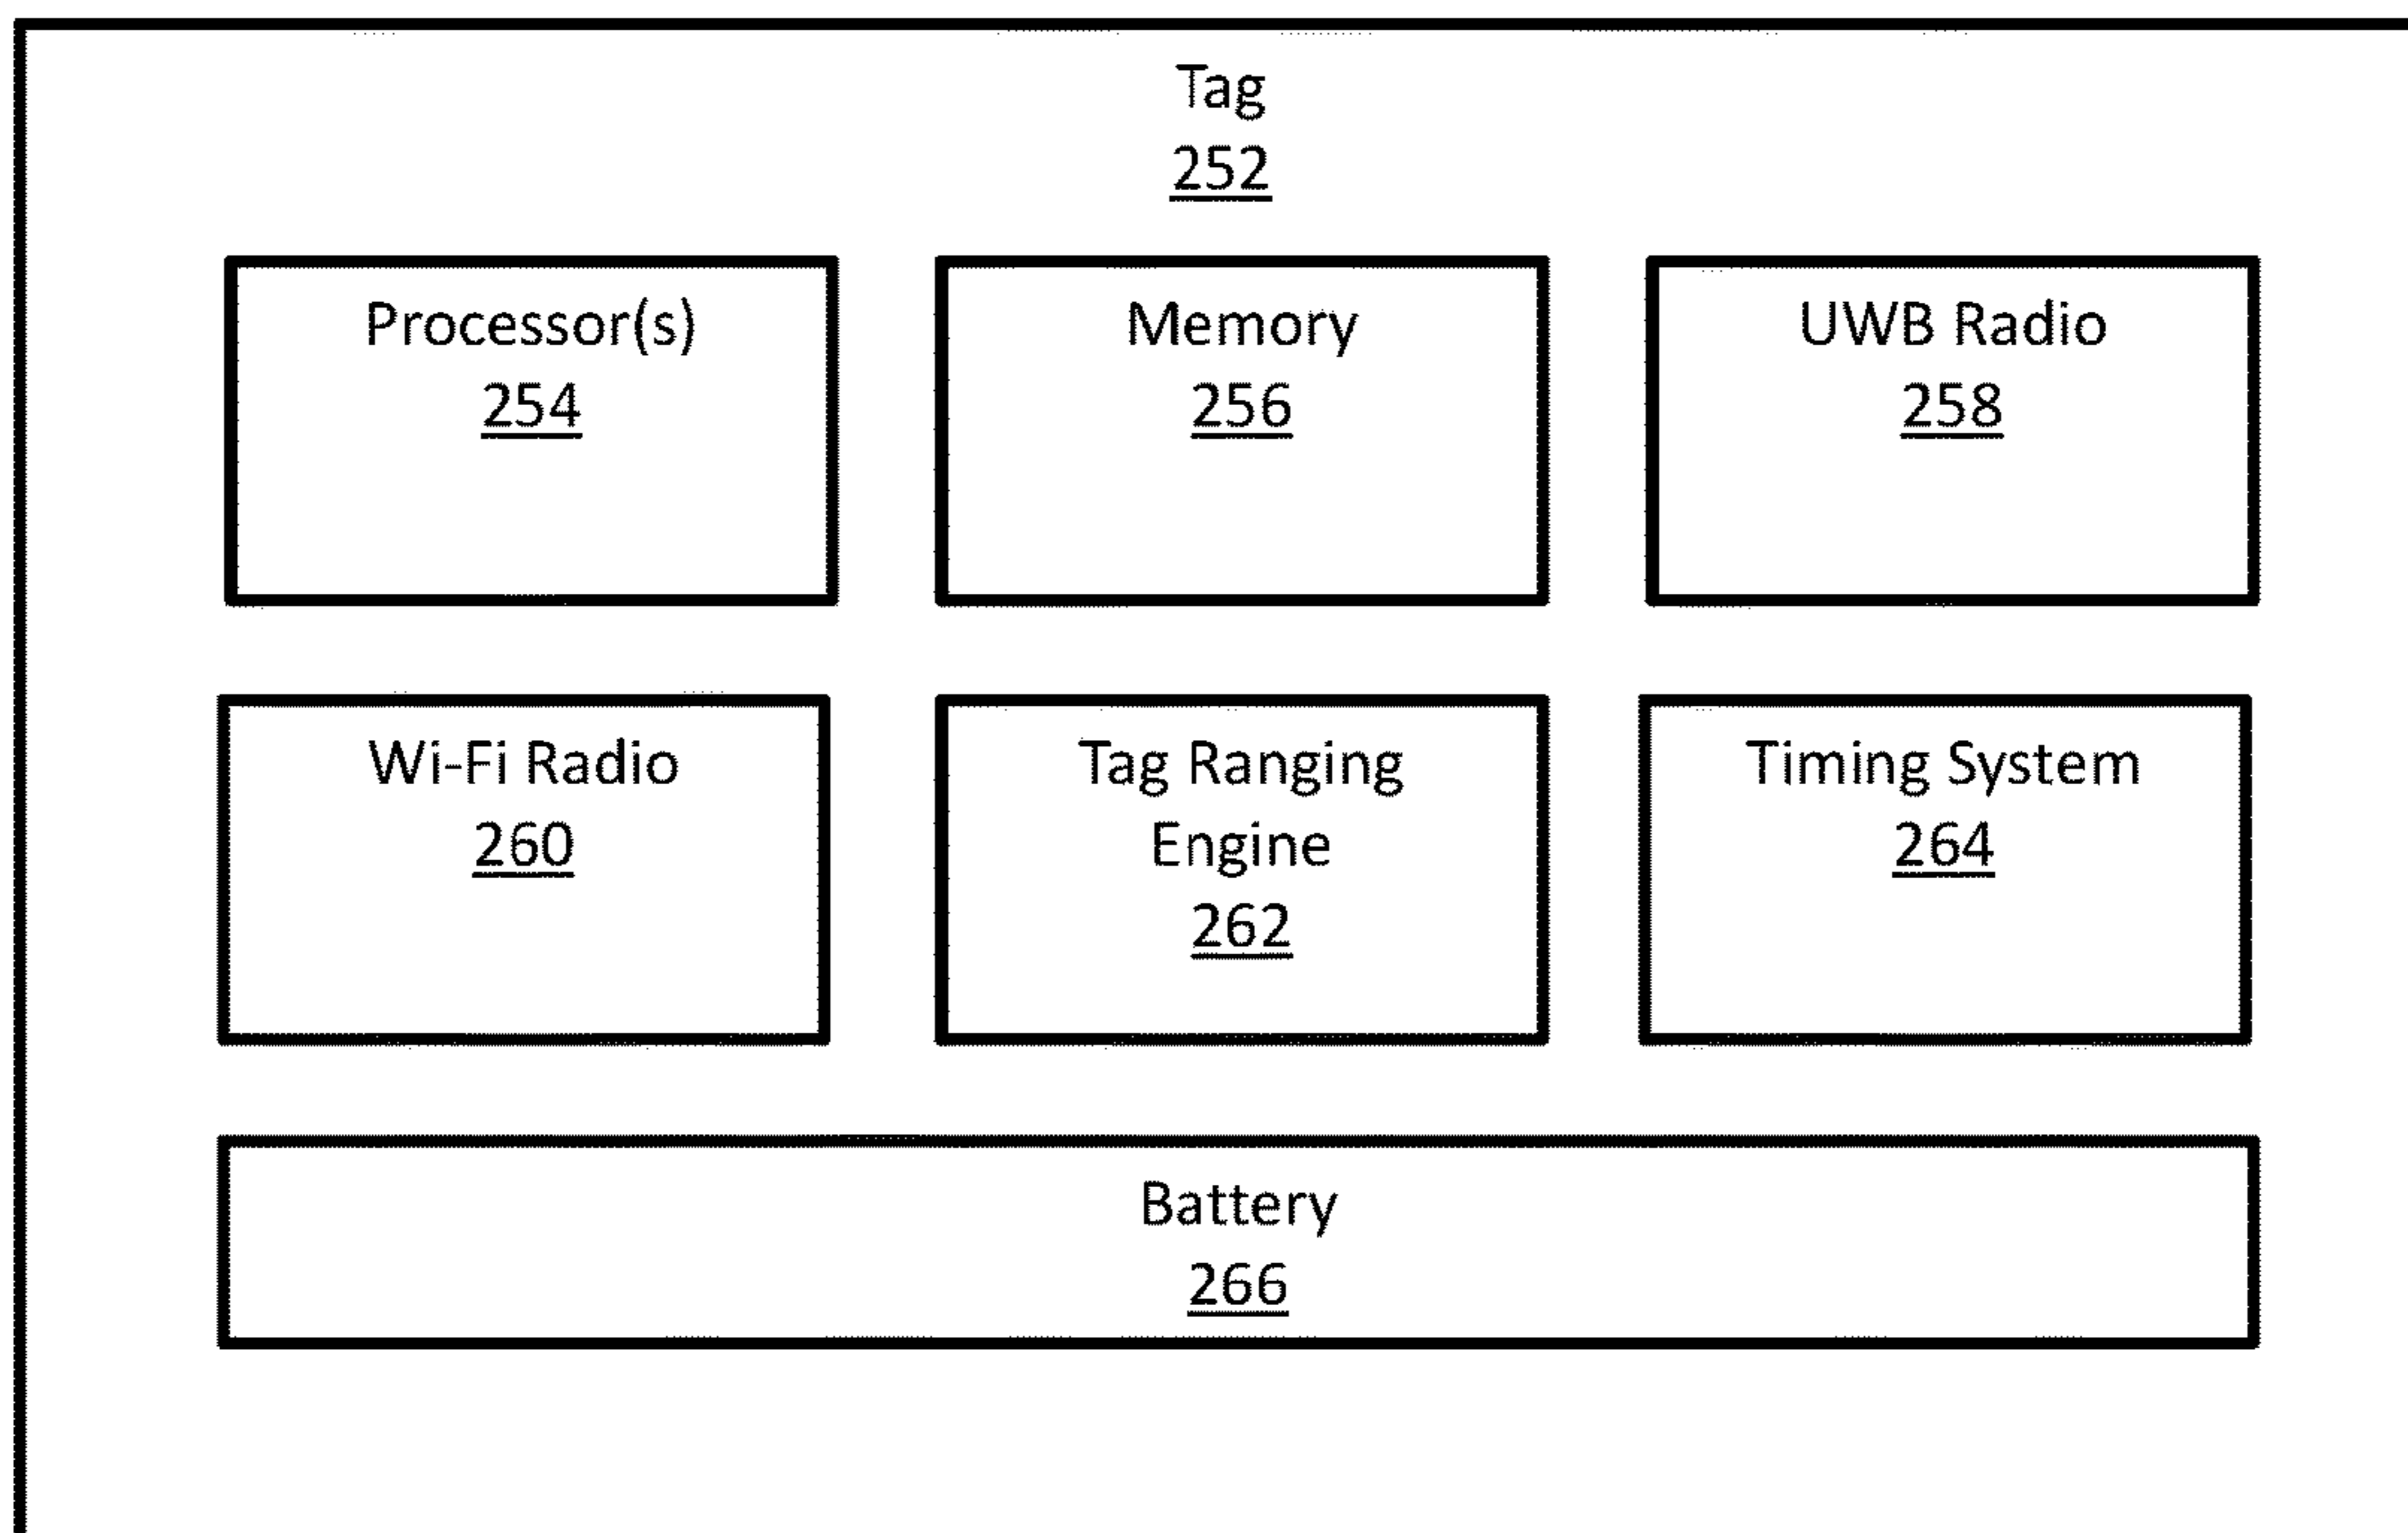 Tag
252
Processor(s)
254
Memory
256
UWB Radio
258
Wi-Fi Radio
260
Tag Ranging
Engine
262
Timing System
264
Battery
266